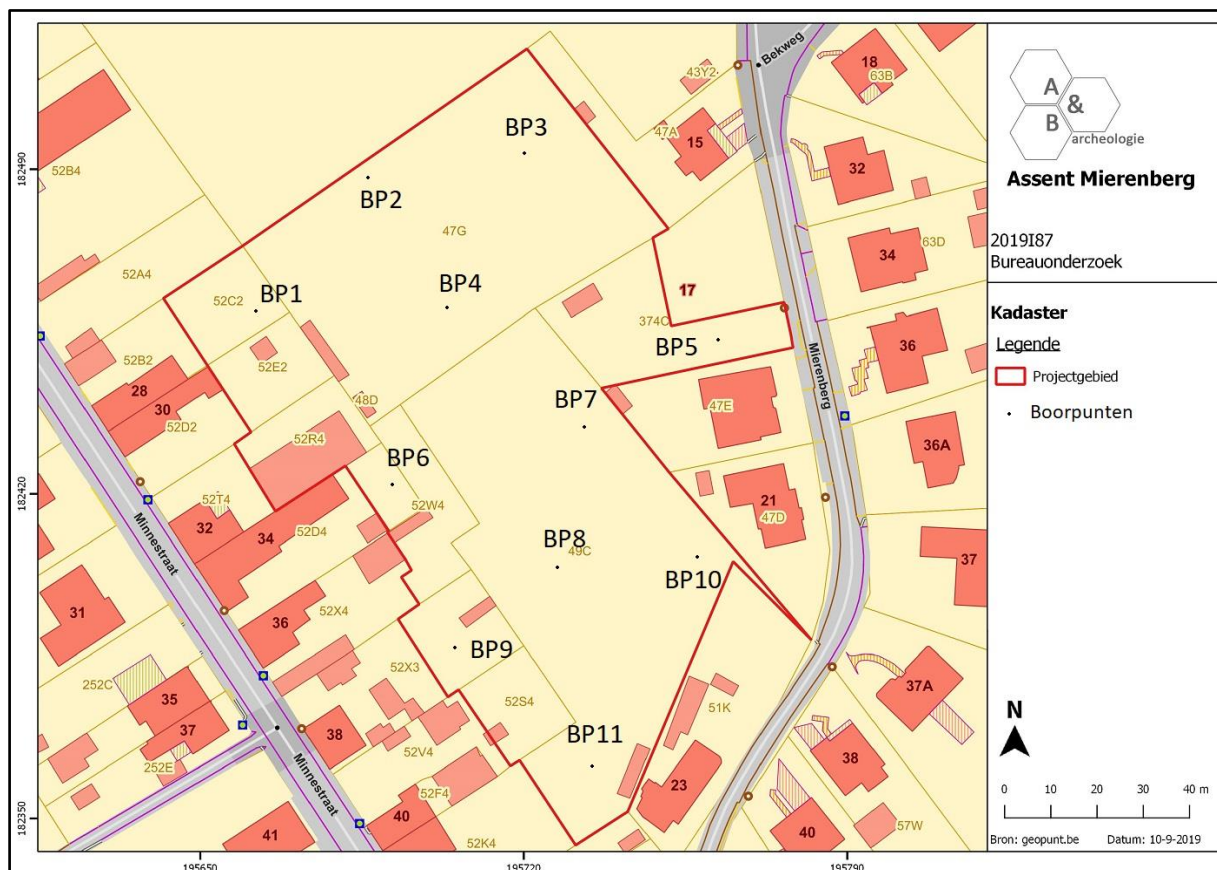 Bekweg
18
63B
43Y2
BP3
47A
15
52B4
182490
32
BP2
47G
34
63D
52A4
52C2
BP1
BP4
17
374C
BP5
Mierenberg
36
52B2
28
52E2
30
52D2
48D
BP7
47E
36A
52R4
BP6
182420
52T4
52W4
21
47D
32
34
52D4
Minnestraat
BP8
49C
BP10
37
31
36
52X4
BP9
52X3
252C
35
52S4
51K
37A
37
38
52V4
BP11
252E
Minnestraat
23
38
52F4
182350
41
40
52K4
40
57W
195650
195720
195790
A
&
B
archeologie
Assent Mierenberg
2019I87
Bureauonderzoek
Kadaster
Legende
Projectgebied
Boorpunten
N
0 10 20 30 40 m
Bron: geopunt.be Datum: 10-9-2019